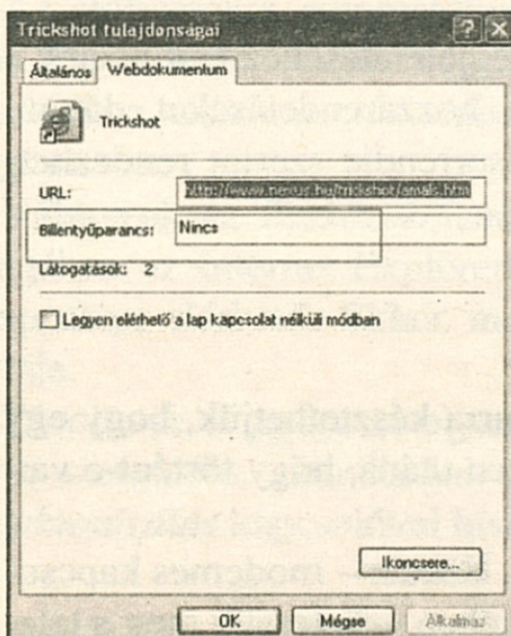 Trickshot tulajdonságai
Általános Webdokumentum
Trickshot
URL: http://www.nexus.hu/trickshot/amals.htm
Billentyűparancs: Nincs
Látogatások: 2
Legyen elérhető a lap kapcsolat nélküli módban
Ikoncsere...
OK Mégse Alkalmaz